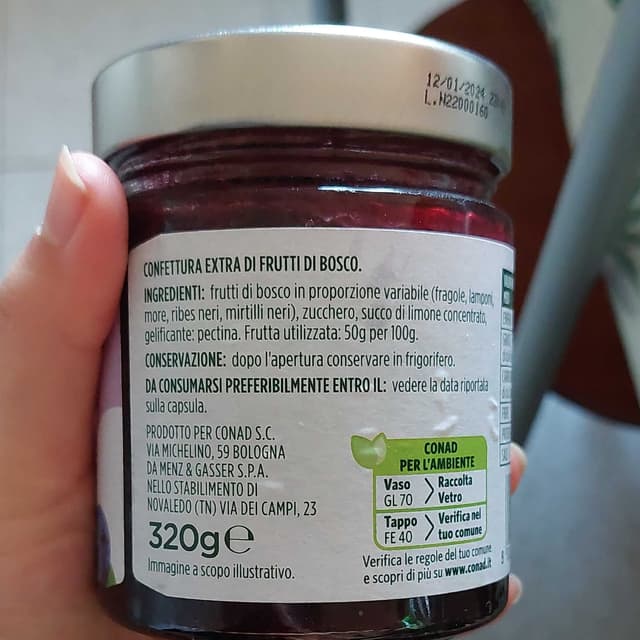 12/01/2024
L.N22000160
CONFETTURA EXTRA DI FRUTTI DI BOSCO.
INGREDIENTI: frutti di bosco in proporzione variabile (fragole, lamponi,
more, ribes neri, mirtilli neri), zucchero, succo di limone concentrato,
gelificante: pectina. Frutta utilizzata: 50g per 100g.
CONSERVAZIONE: dopo l'apertura conservare in frigorifero.
DA CONSUMARSI PREFERIBILMENTE ENTRO IL: vedere la data riportata
sulla capsula.
PRODOTTO PER CONAD S.C.
VIA MICHELINO, 59 BOLOGNA
DA MENZ & GASSER S.P.A.
NELLO STABILIMENTO DI
NOVALEDO (TN) VIA DEI CAMPI, 23
320g℮
Immagine a scopo illustrativo.
CONAD
PER L'AMBIENTE
Vaso
GL 70
Raccolta
Vetro
Tappo
FE 40
Verifica nel
tuo comune
Verifica le regole del tuo comune
e scopri di più su www.conad.it